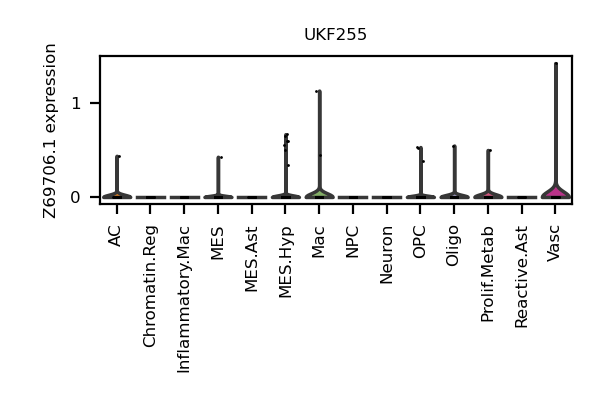 UKF255
Z69706.1 expression
1
0
AC
Chromatin.Reg
Inflammatory.Mac
MES
MES.Ast
MES.Hyp
Mac
NPC
Neuron
OPC
Oligo
Prolif.Metab
Reactive.Ast
Vasc